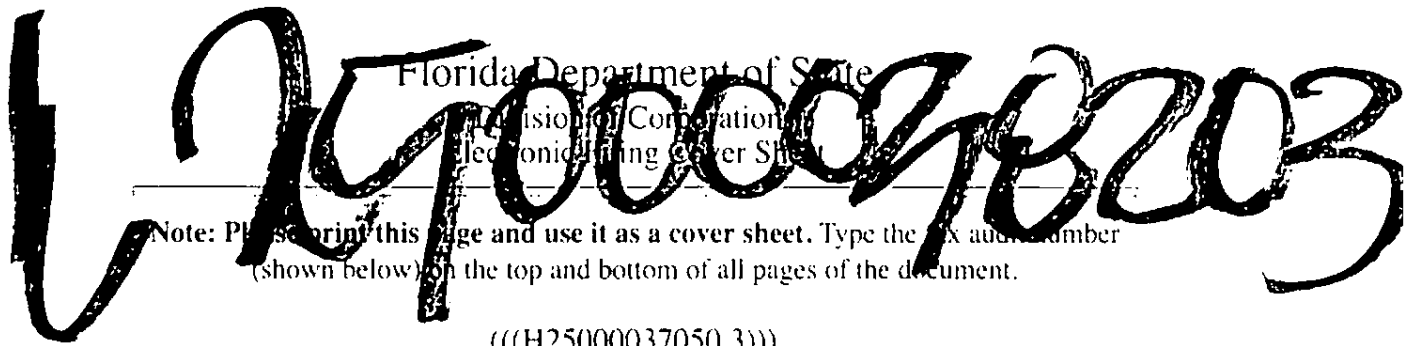 Florida Department of State
Division of Corporations
Electronic Filing Cover Sheet
Note: Please print this page and use it as a cover sheet. Type the fax audit number
(shown below) on the top and bottom of all pages of the document.
(((H25000037050 3)))